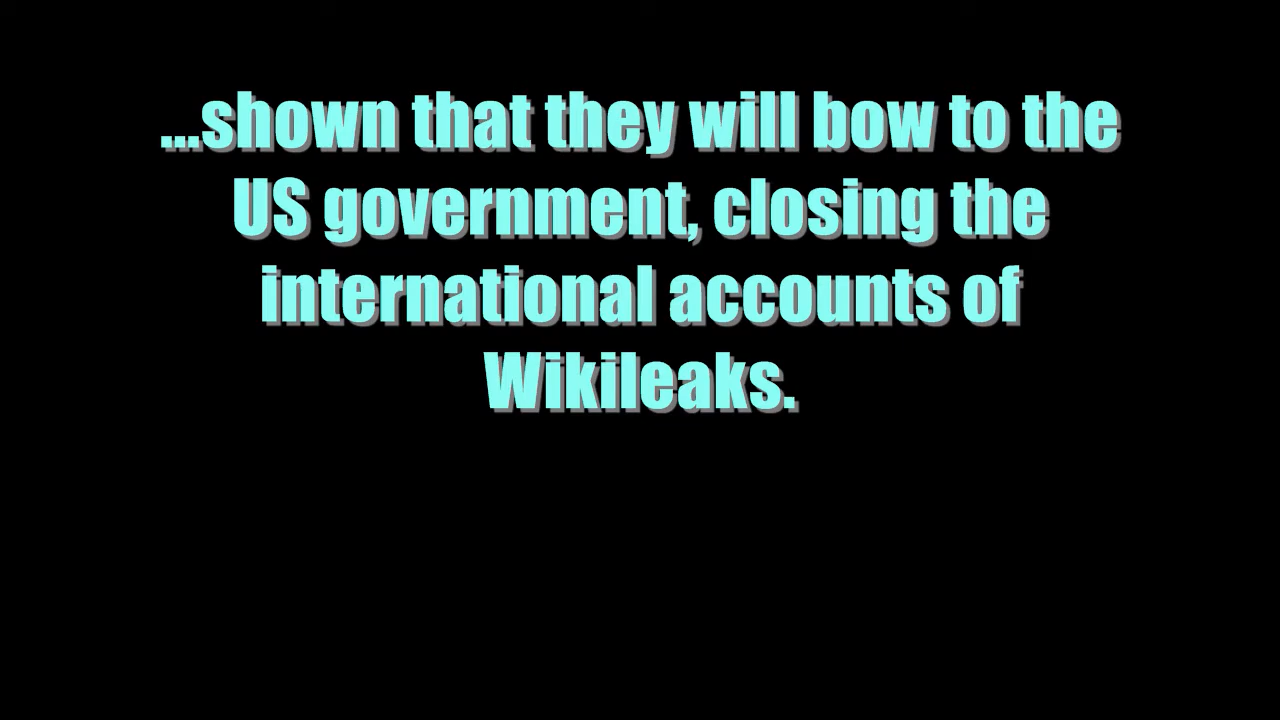 ...shown that they will bow to the
US government, closing the
international accounts of
Wikileaks.